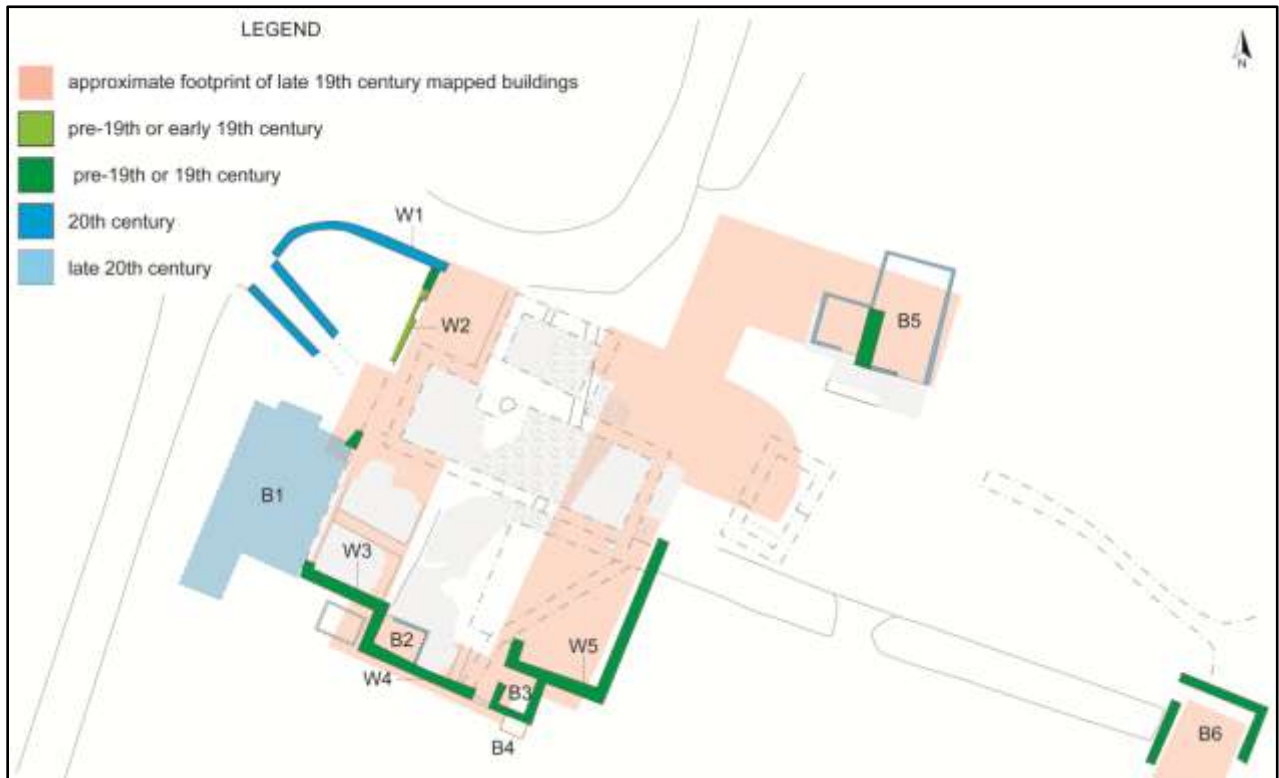 LEGEND
approximate footprint of late 19th century mapped buildings
pre-19th or early 19th century
pre-19th or 19th century
20th century
late 20th century
N
W1
W2
B5
B1
W3
B2
W5
W4
B3
B4
B6